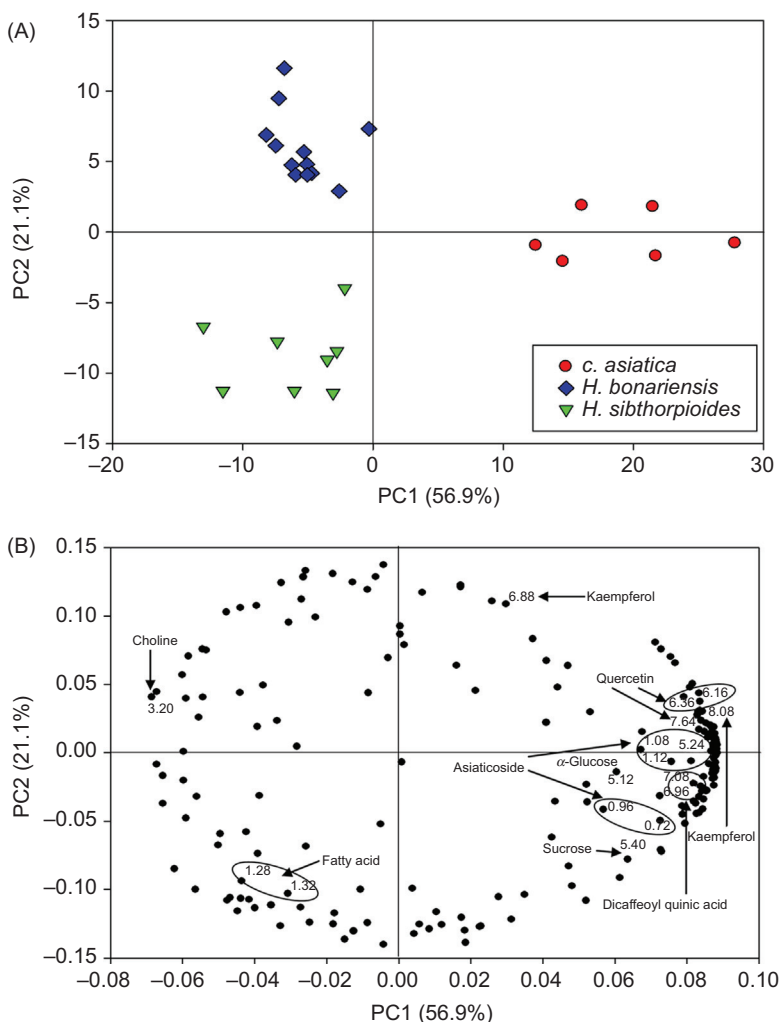 (A)
15
10
5
0
–5
–10
–15
PC2 (21.1%)
c. asiatica
H. bonariensis
H. sibthorpioides
–20
–10
0
10
20
30
PC1 (56.9%)
(B)
0.15
0.10
0.05
0.00
–0.05
–0.10
–0.15
PC2 (21.1%)
6.88
Kaempferol
Choline
3.20
Quercetin
6.16
6.36
8.08
7.64
1.08
5.24
α-Glucose
1.12
Asiaticoside
5.12
7.08
6.96
0.96
0.72
Kaempferol
Sucrose
5.40
Fatty acid
1.28
1.32
Dicaffeoyl quinic acid
–0.08
–0.06
–0.04
–0.02
0.00
0.02
0.04
0.06
0.08
0.10
PC1 (56.9%)